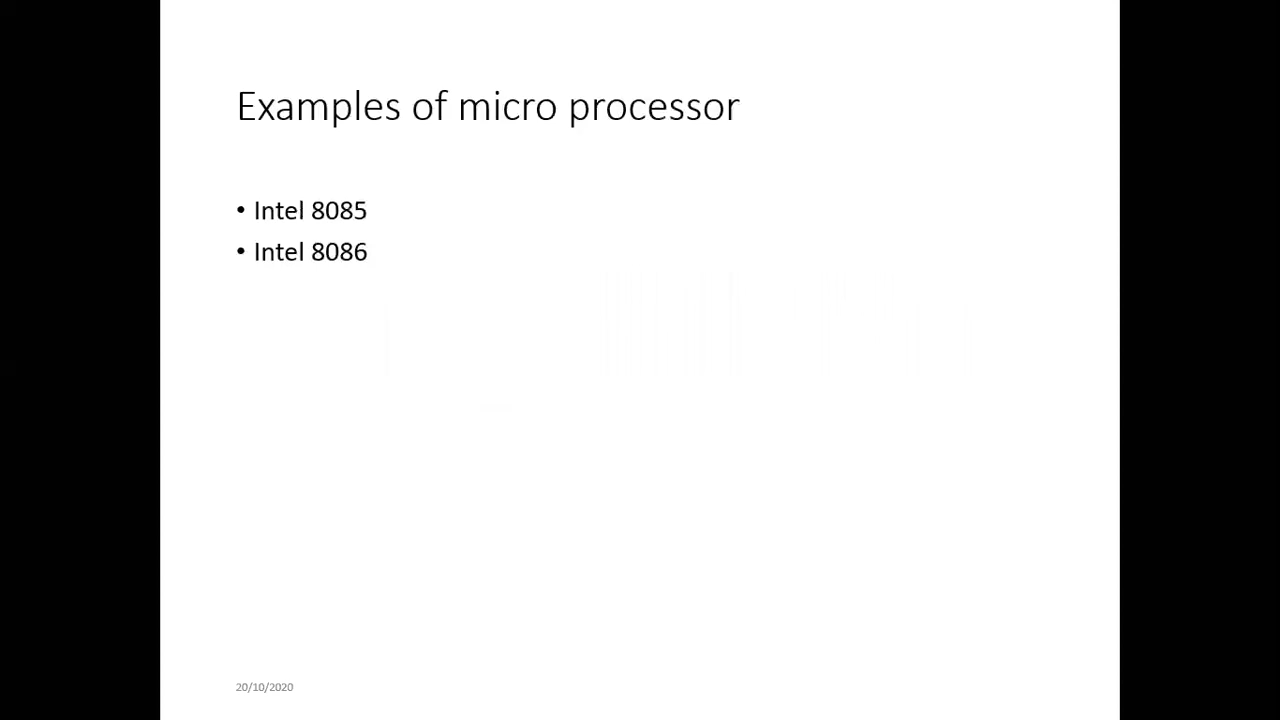 Examples of micro processor
• Intel 8085
• Intel 8086
20/10/2020